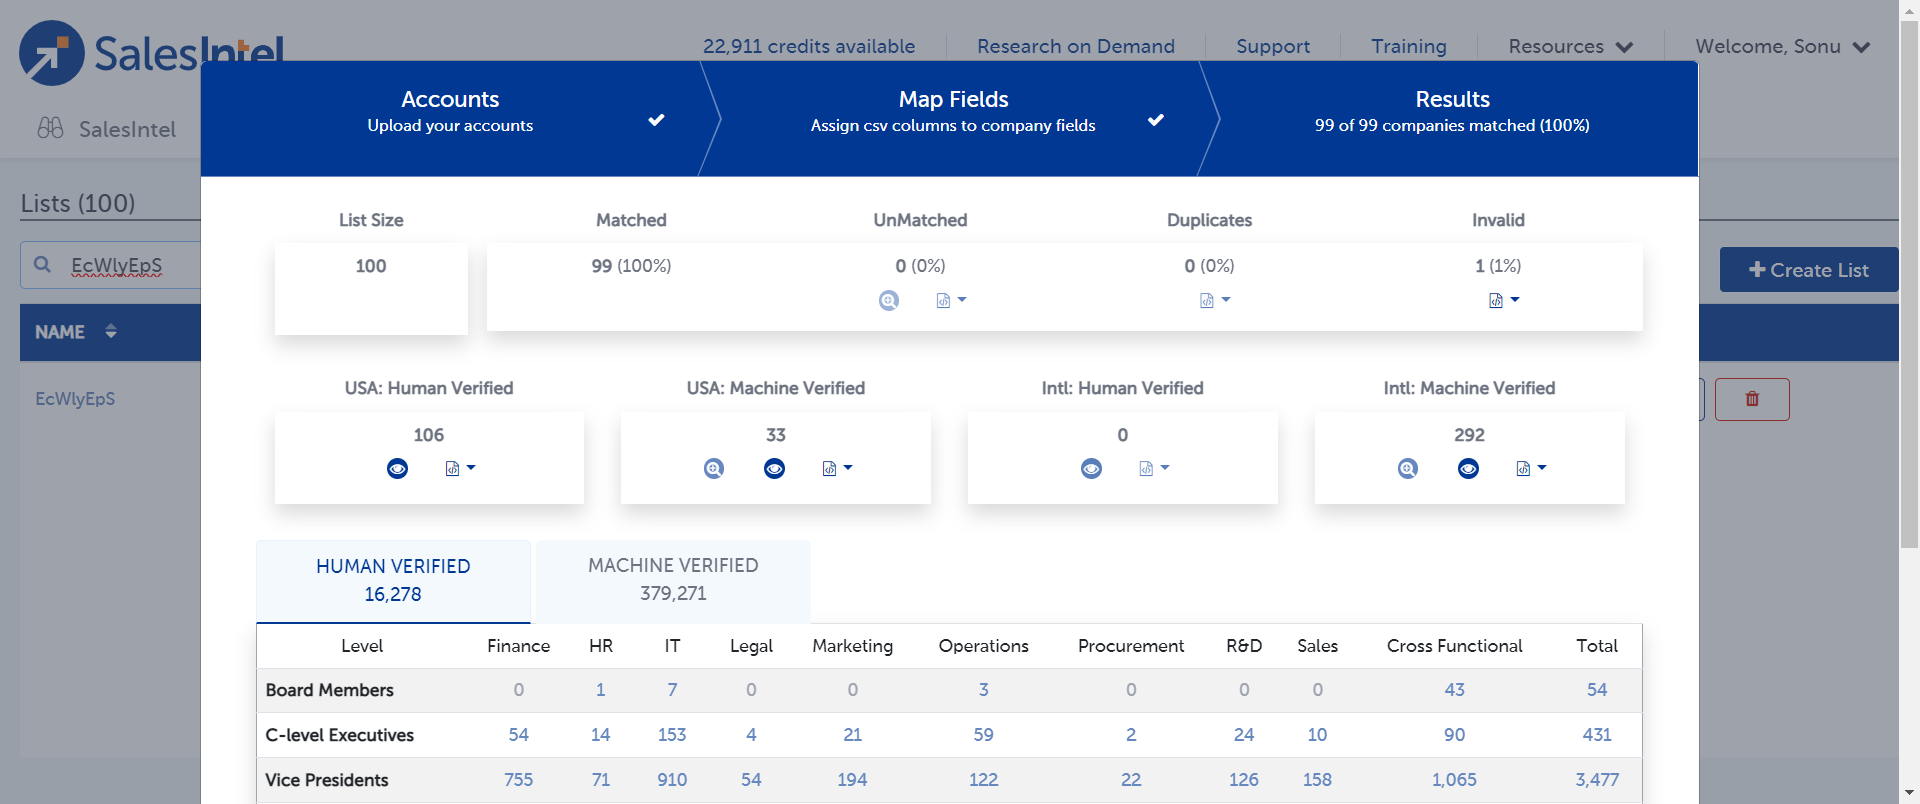 SalesIntel
22,911 credits available
Research on Demand
Support
Training
Resources
Welcome, Sonu
SalesIntel
Accounts
Upload your accounts
Map Fields
Assign csv columns to company fields
Results
99 of 99 companies matched (100%)
Lists (100)
EcWlyEpS
Create List
NAME
EcWlyEpS
List Size
Matched
UnMatched
Duplicates
Invalid
100
99 (100%)
0 (0%)
0 (0%)
1 (1%)
USA: Human Verified
USA: Machine Verified
Intl: Human Verified
Intl: Machine Verified
106
33
0
292
HUMAN VERIFIED
16,278
MACHINE VERIFIED
379,271
Level Finance HR IT Legal Marketing Operations Procurement R&D Sales Cross Functional Total
Board Members 0 1 7 0 0 3 0 0 0 43 54
C-level Executives 54 14 153 4 21 59 2 24 10 90 431
Vice Presidents 755 71 910 54 194 122 22 126 158 1,065 3,477